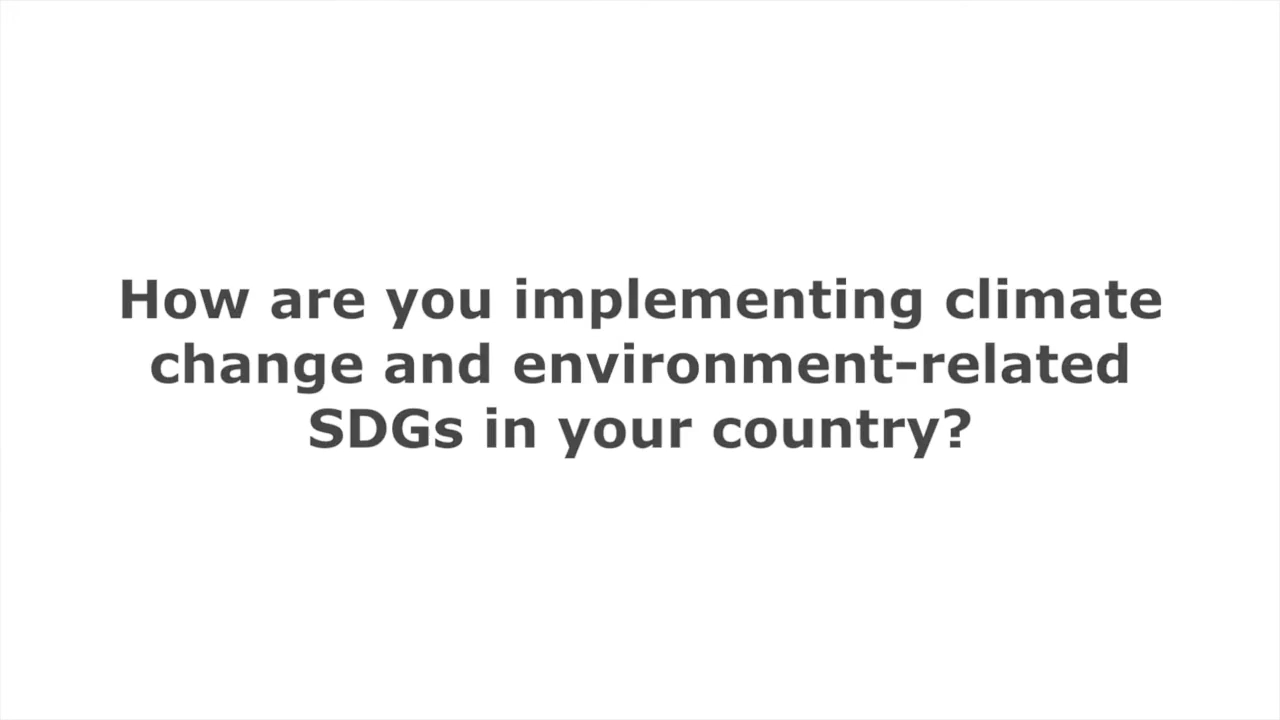 How are you implementing climate
change and environment-related
SDGs in your country?